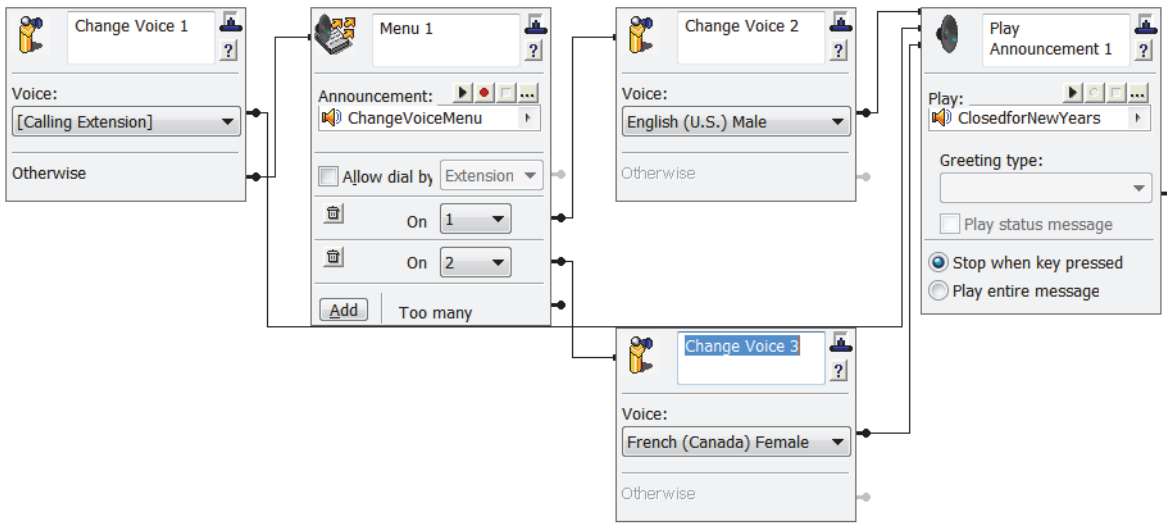 Change Voice 1
?
Voice:
[Calling Extension]
Otherwise
Menu 1
?
Announcement:
...
ChangeVoiceMenu
Allow dial by
Extension
On
1
On
2
Add
Too many
Change Voice 2
?
Voice:
English (U.S.) Male
Otherwise
Change Voice 3
?
Voice:
French (Canada) Female
Otherwise
Play
Announcement 1
?
Play:
...
ClosedforNewYears
Greeting type:
Play status message
Stop when key pressed
Play entire message